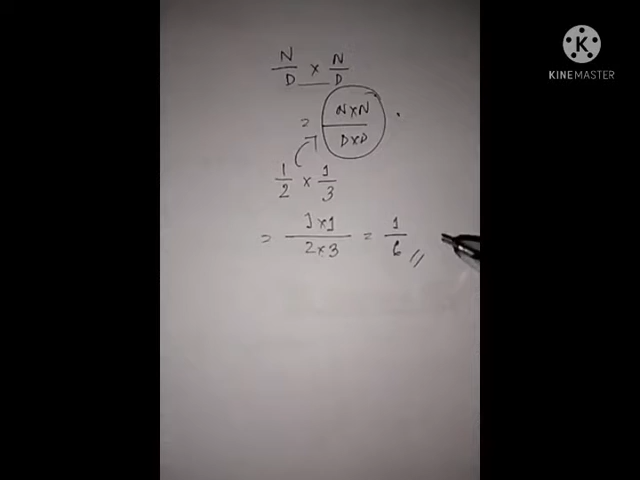 N/D × N/D
= N×N/D×D
1/2 × 1/3
= 1×1/2×3 = 1/6 //
K
KINEMASTER